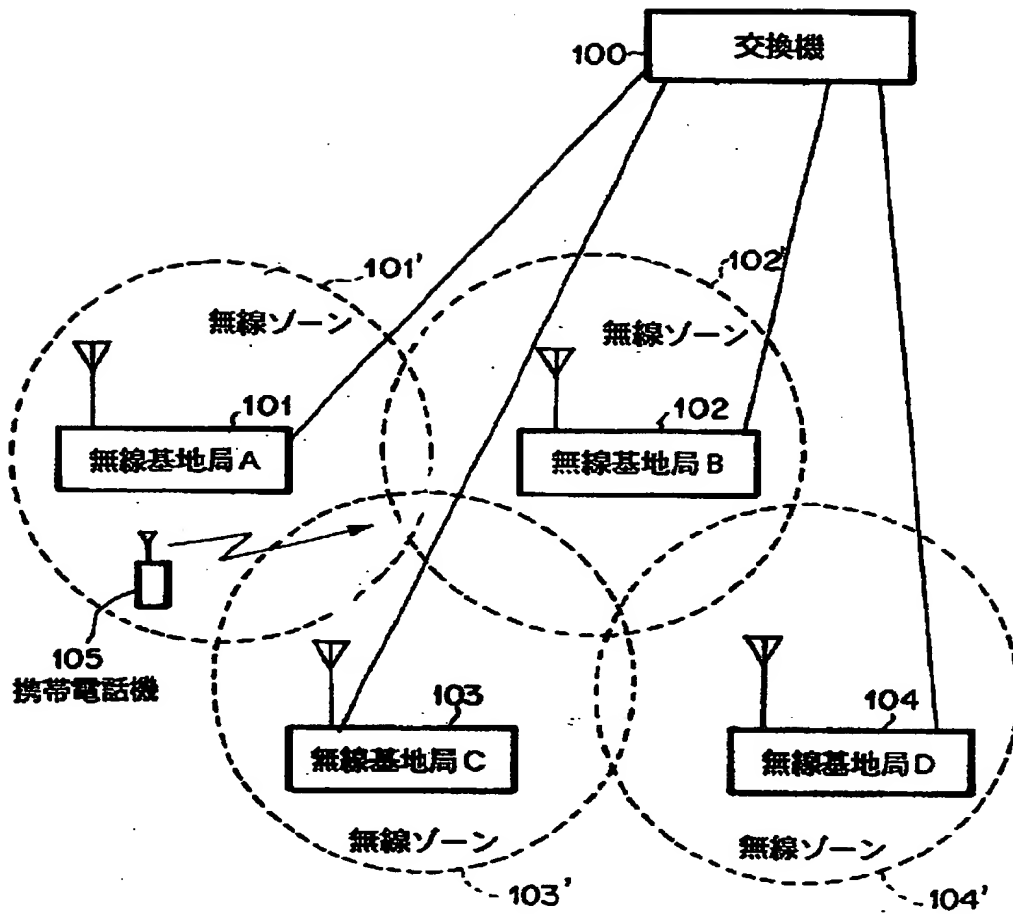 100
交換機
101'
102'
無線ゾーン
無線ゾーン
101
102
無線基地局A
無線基地局B
105
携帯電話機
103
104
無線基地局C
無線基地局D
無線ゾーン
無線ゾーン
103'
104'